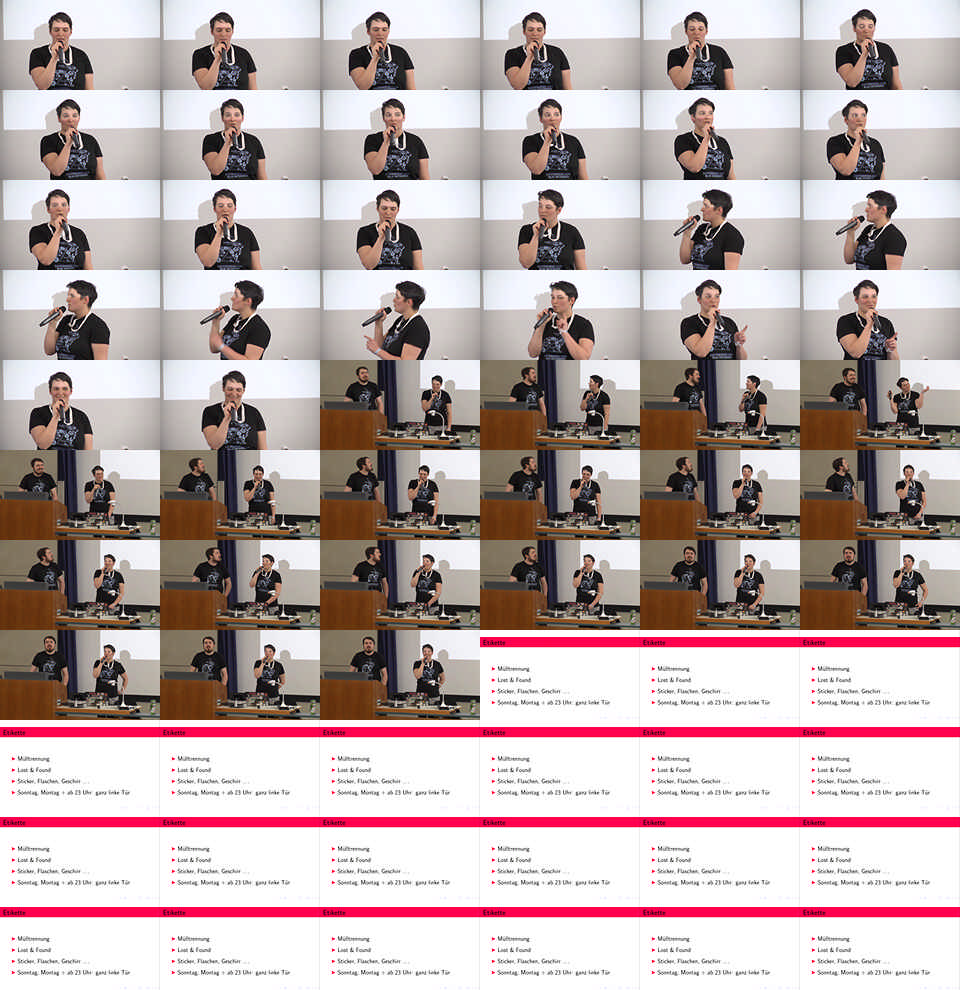 Etikette Etikette Etikette
▶ Mülltrennung ▶ Mülltrennung ▶ Mülltrennung
▶ Lost & Found ▶ Lost & Found ▶ Lost & Found
▶ Sticker, Flaschen, Geschirr ... ▶ Sticker, Flaschen, Geschirr ... ▶ Sticker, Flaschen, Geschirr ...
▶ Sonntag, Montag + ab 23 Uhr: ganz linke Tür ▶ Sonntag, Montag + ab 23 Uhr: ganz linke Tür ▶ Sonntag, Montag + ab 23 Uhr: ganz linke Tür
Etikette Etikette Etikette Etikette Etikette Etikette
▶ Mülltrennung ▶ Mülltrennung ▶ Mülltrennung ▶ Mülltrennung ▶ Mülltrennung ▶ Mülltrennung
▶ Lost & Found ▶ Lost & Found ▶ Lost & Found ▶ Lost & Found ▶ Lost & Found ▶ Lost & Found
▶ Sticker, Flaschen, Geschirr ... ▶ Sticker, Flaschen, Geschirr ... ▶ Sticker, Flaschen, Geschirr ... ▶ Sticker, Flaschen, Geschirr ... ▶ Sticker, Flaschen, Geschirr ... ▶ Sticker, Flaschen, Geschirr ...
▶ Sonntag, Montag + ab 23 Uhr: ganz linke Tür ▶ Sonntag, Montag + ab 23 Uhr: ganz linke Tür ▶ Sonntag, Montag + ab 23 Uhr: ganz linke Tür ▶ Sonntag, Montag + ab 23 Uhr: ganz linke Tür ▶ Sonntag, Montag + ab 23 Uhr: ganz linke Tür ▶ Sonntag, Montag + ab 23 Uhr: ganz linke Tür
Etikette Etikette Etikette Etikette Etikette Etikette
▶ Mülltrennung ▶ Mülltrennung ▶ Mülltrennung ▶ Mülltrennung ▶ Mülltrennung ▶ Mülltrennung
▶ Lost & Found ▶ Lost & Found ▶ Lost & Found ▶ Lost & Found ▶ Lost & Found ▶ Lost & Found
▶ Sticker, Flaschen, Geschirr ... ▶ Sticker, Flaschen, Geschirr ... ▶ Sticker, Flaschen, Geschirr ... ▶ Sticker, Flaschen, Geschirr ... ▶ Sticker, Flaschen, Geschirr ... ▶ Sticker, Flaschen, Geschirr ...
▶ Sonntag, Montag + ab 23 Uhr: ganz linke Tür ▶ Sonntag, Montag + ab 23 Uhr: ganz linke Tür ▶ Sonntag, Montag + ab 23 Uhr: ganz linke Tür ▶ Sonntag, Montag + ab 23 Uhr: ganz linke Tür ▶ Sonntag, Montag + ab 23 Uhr: ganz linke Tür ▶ Sonntag, Montag + ab 23 Uhr: ganz linke Tür
Etikette Etikette Etikette Etikette Etikette Etikette
▶ Mülltrennung ▶ Mülltrennung ▶ Mülltrennung ▶ Mülltrennung ▶ Mülltrennung ▶ Mülltrennung
▶ Lost & Found ▶ Lost & Found ▶ Lost & Found ▶ Lost & Found ▶ Lost & Found ▶ Lost & Found
▶ Sticker, Flaschen, Geschirr ... ▶ Sticker, Flaschen, Geschirr ... ▶ Sticker, Flaschen, Geschirr ... ▶ Sticker, Flaschen, Geschirr ... ▶ Sticker, Flaschen, Geschirr ... ▶ Sticker, Flaschen, Geschirr ...
▶ Sonntag, Montag + ab 23 Uhr: ganz linke Tür ▶ Sonntag, Montag + ab 23 Uhr: ganz linke Tür ▶ Sonntag, Montag + ab 23 Uhr: ganz linke Tür ▶ Sonntag, Montag + ab 23 Uhr: ganz linke Tür ▶ Sonntag, Montag + ab 23 Uhr: ganz linke Tür ▶ Sonntag, Montag + ab 23 Uhr: ganz linke Tür